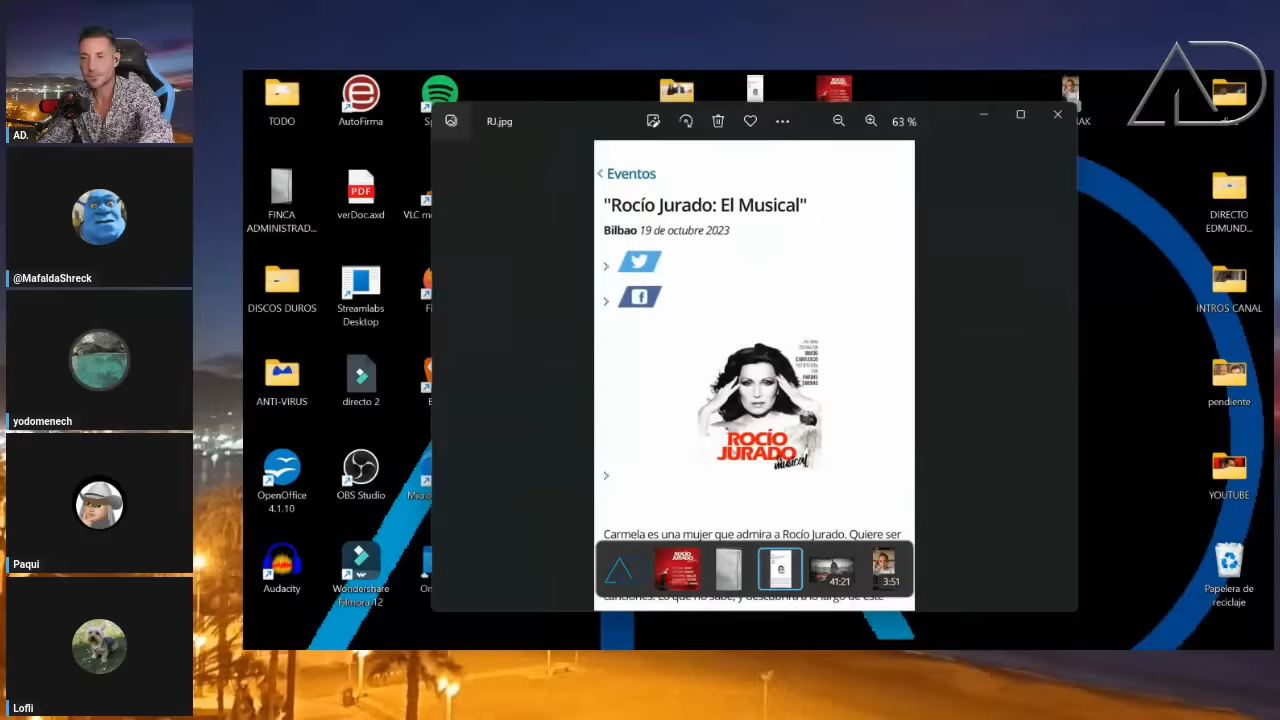 AD.
@MafaldaShreck
yodomenech
Paqui
Lofli
AD
TODO
AutoFirma
FINCA
ADMINISTRAD...
PDF
verDoc.axd
DISCOS DUROS
Streamlabs
Desktop
ANTI-VIRUS
directo 2
OpenOffice
4.1.10
OBS Studio
Audacity
Wondershare
Filmora 12
RJ.jpg
63 %
Eventos
"Rocío Jurado: El Musical"
Bilbao 19 de octubre 2023
ROCÍO
JURADO
musical
Carmela es una mujer que admira a Rocío Jurado. Quiere ser
41:21
3:51
DIRECTO
EDMUND...
INTROS CANAL
pendiente
YOUTUBE
Papelera de
reciclaje